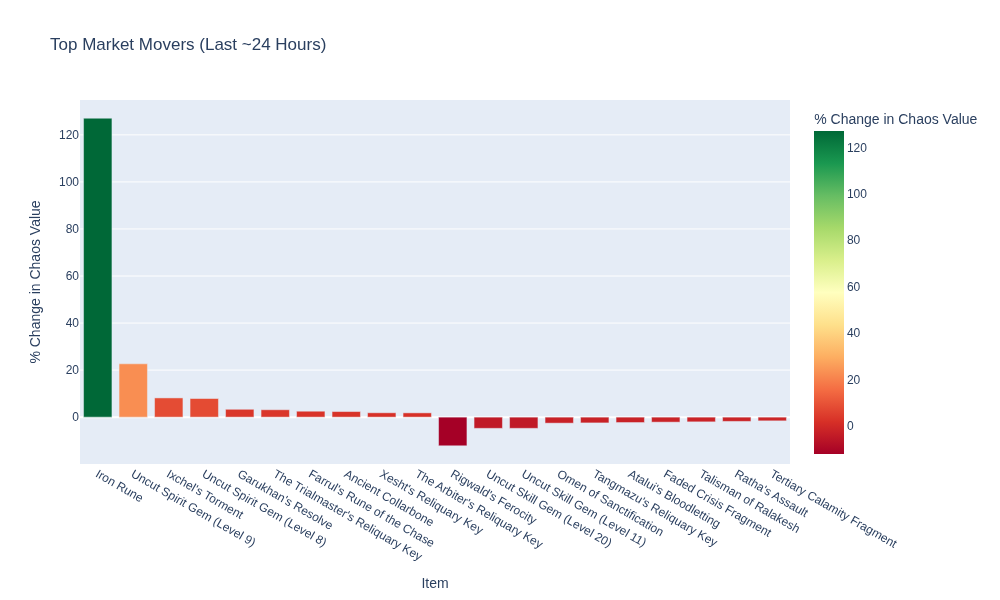 Top Market Movers (Last ~24 Hours)
% Change in Chaos Value
120
100
80
60
40
20
0
% Change in Chaos Value
120
100
80
60
40
20
0
Iron Rune
Uncut Spirit Gem (Level 9)
Ixchel's Torment
Uncut Spirit Gem (Level 8)
Garukhan's Resolve
The Trialmaster's Reliquary Key
Farrul's Rune of the Chase
Ancient Collarbone
Xesht's Reliquary Key
The Arbiter's Reliquary Key
Rigwald's Ferocity
Uncut Skill Gem (Level 20)
Uncut Skill Gem (Level 11)
Omen of Sanctification
Tangmazu's Reliquary Key
Atalui's Bloodletting
Faded Crisis Fragment
Talisman of Ralakesh
Ratha's Assault
Tertiary Calamity Fragment
Item